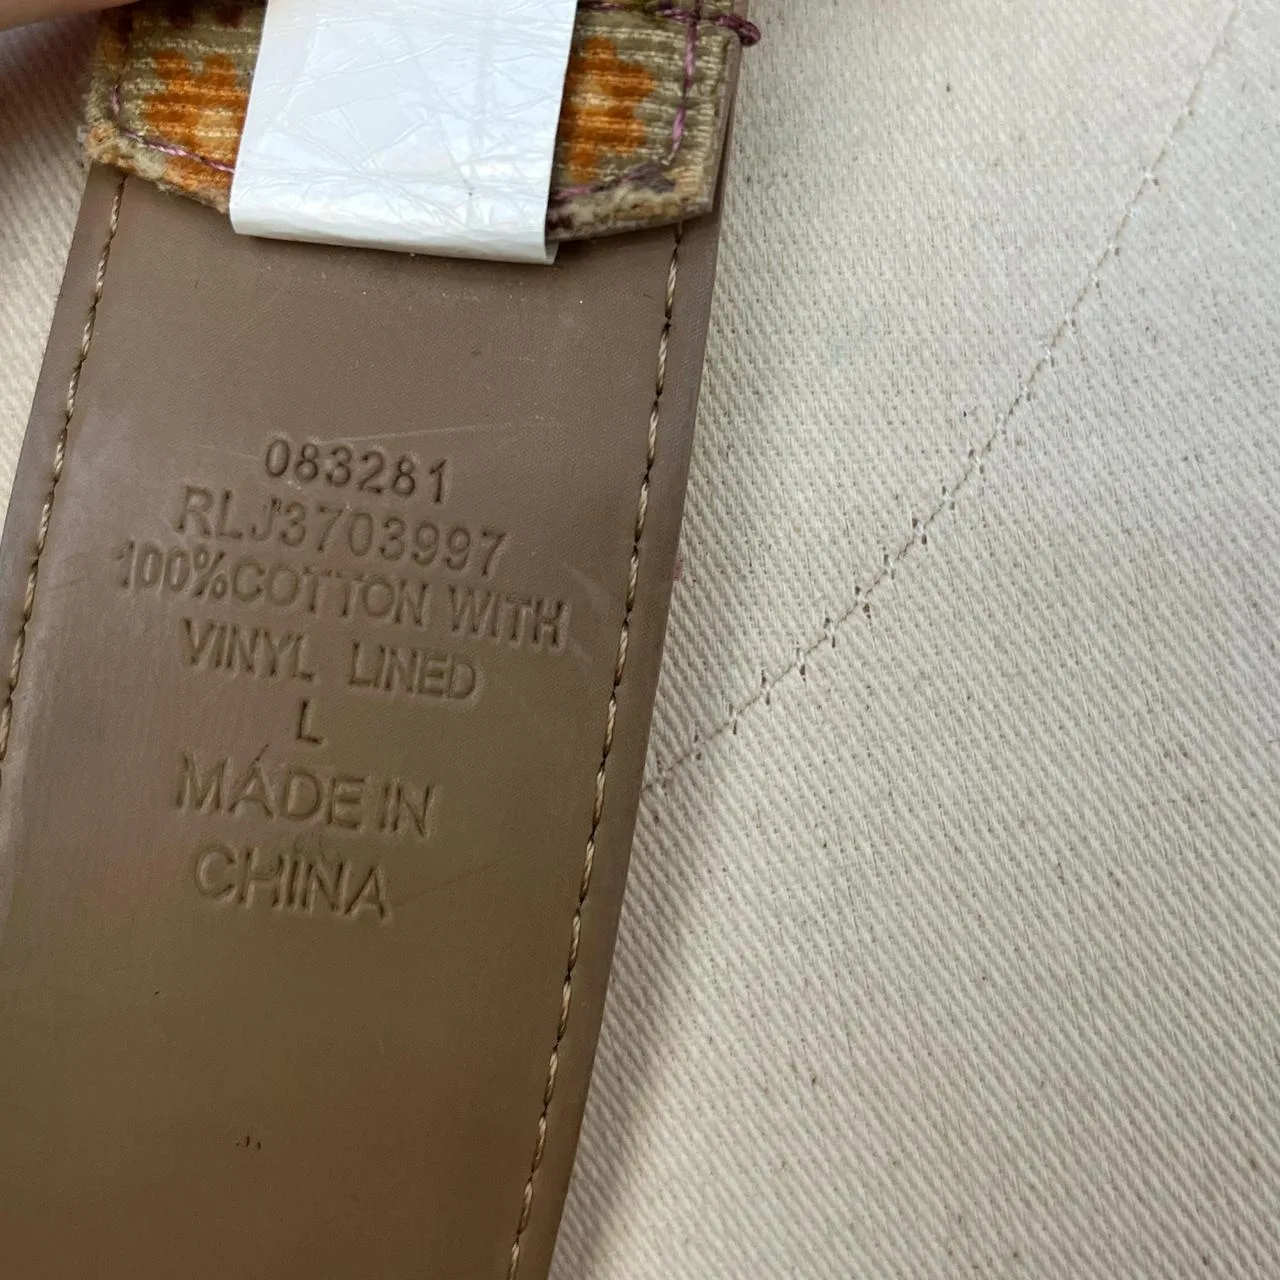 083281
RLJ3703997
100%COTTON WITH
VINYL LINED
L
MADE IN
CHINA